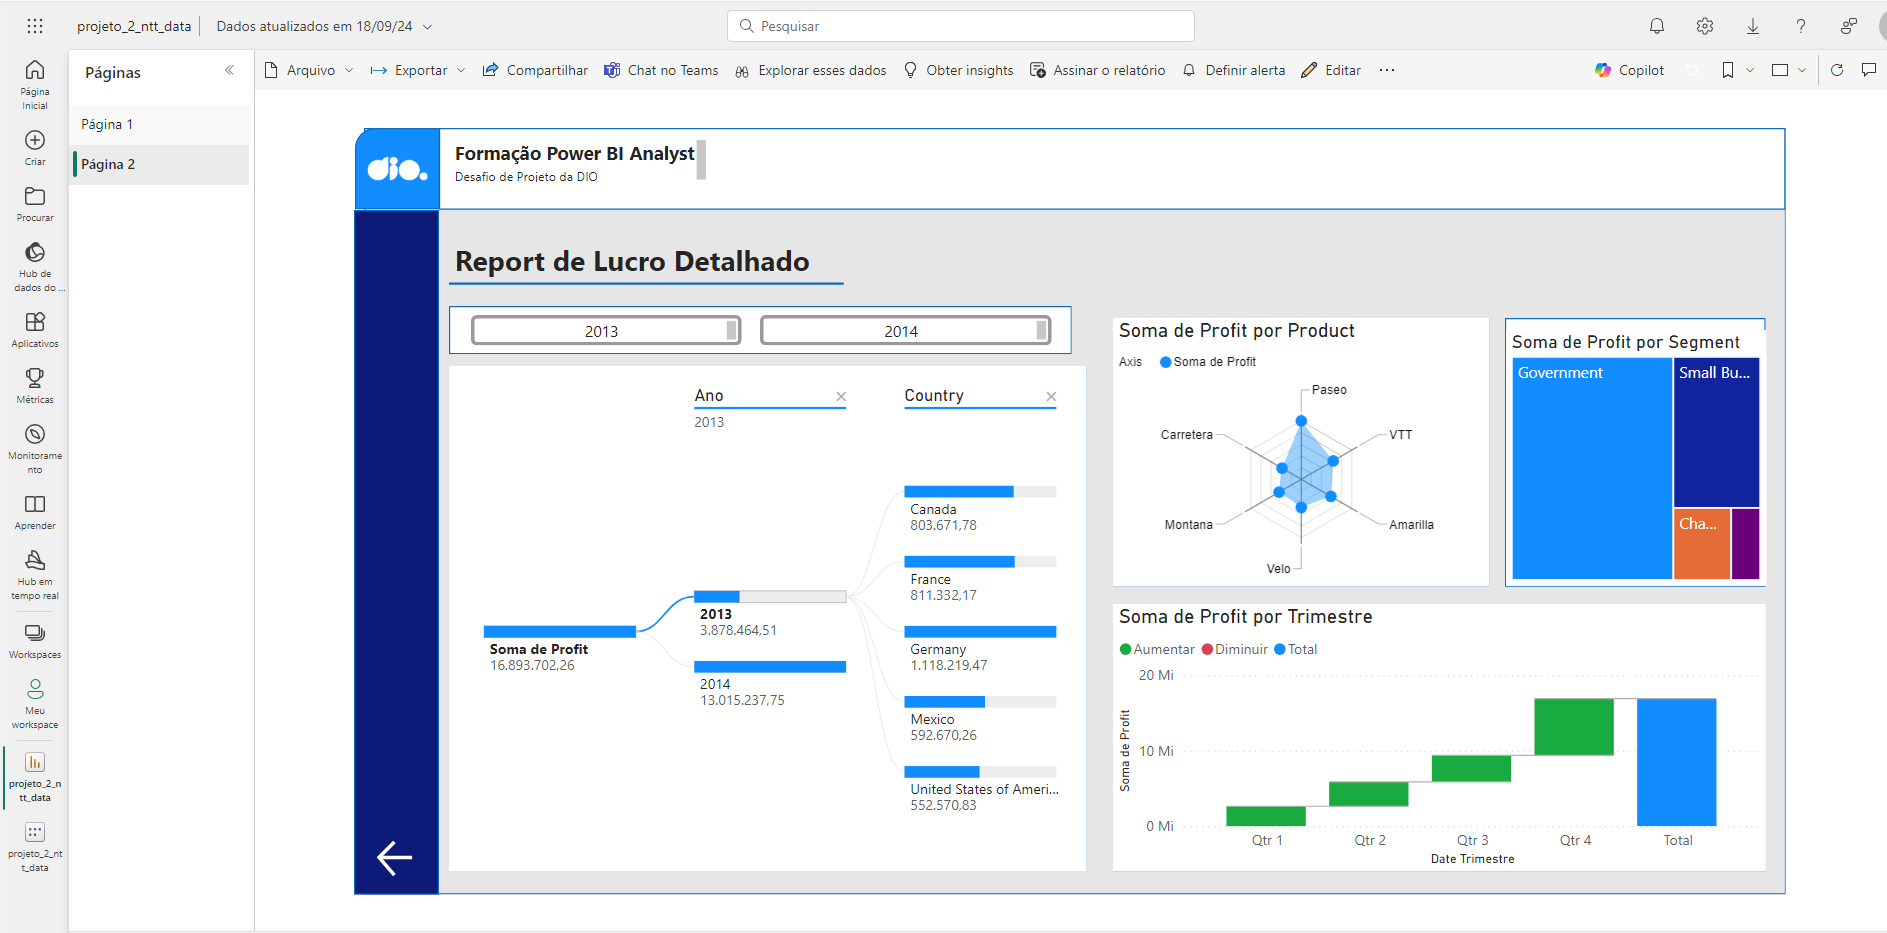 projeto_2_ntt_data
Dados atualizados em 18/09/24
Pesquisar
Página
Inicial
Criar
Procurar
Hub de
dados do ...
Aplicativos
Métricas
Monitorame
nto
Aprender
Hub em
tempo real
Workspaces
Meu
workspace
projeto_2_n
tt_data
projeto_2_nt
t_data
Páginas
Página 1
Página 2
Arquivo
Exportar
Compartilhar
Chat no Teams
Explorar esses dados
Obter insights
Assinar o relatório
Definir alerta
Editar
Copilot
dio.
Formação Power BI Analyst
Desafio de Projeto da DIO
Report de Lucro Detalhado
2013
2014
Ano
2013
Country
Soma de Profit
16.893.702,26
2013
3.878.464,51
2014
13.015.237,75
Canada
803.671,78
France
811.332,17
Germany
1.118.219,47
Mexico
592.670,26
United States of Ameri...
552.570,83
Soma de Profit por Product
Axis
Soma de Profit
Paseo
VTT
Amarilla
Velo
Montana
Carretera
Soma de Profit por Segment
Government
Small Bu...
Cha...
Soma de Profit por Trimestre
Aumentar
Diminuir
Total
Soma de Profit
20 Mi
10 Mi
0 Mi
Qtr 1
Qtr 2
Qtr 3
Qtr 4
Total
Date Trimestre